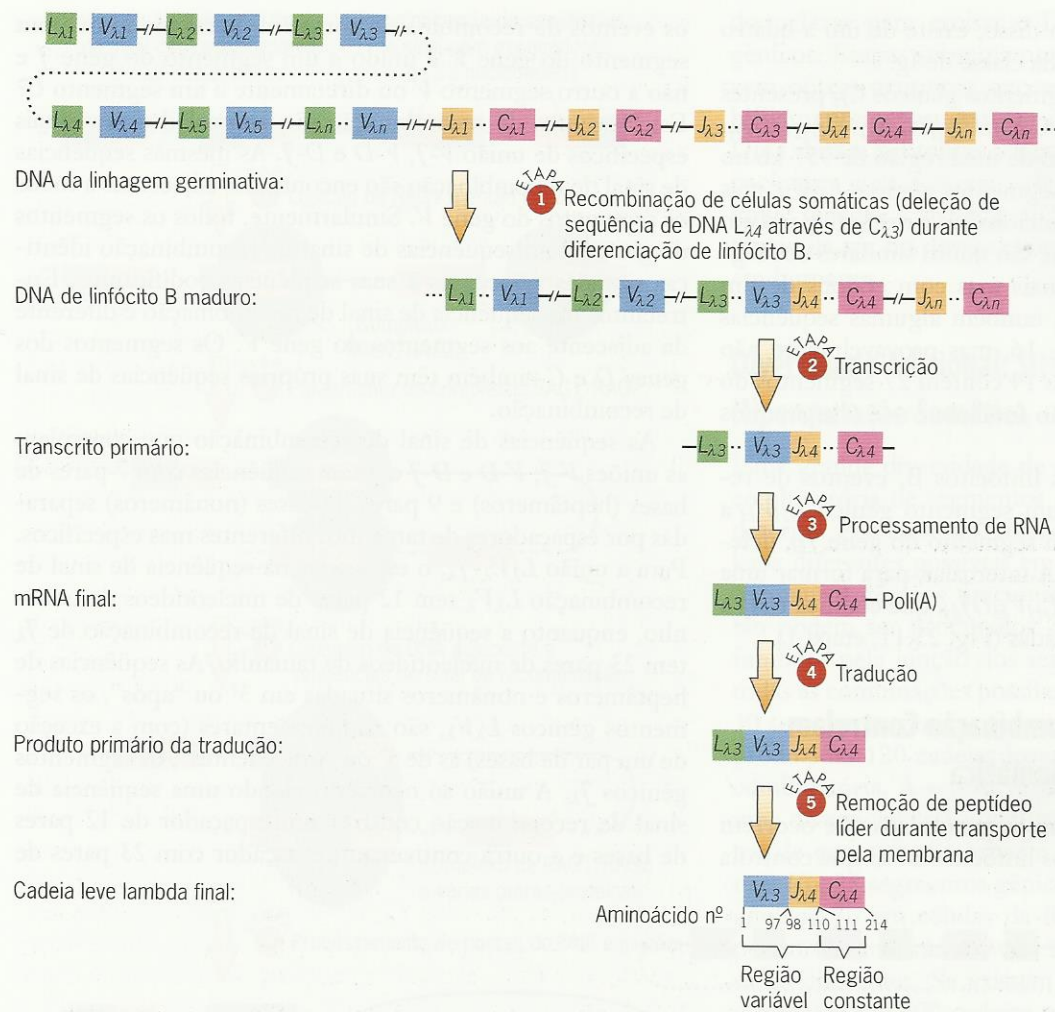 Lλ1 Vλ1 Lλ2 Vλ2 Lλ3 Vλ3
Lλ4 Vλ4 Lλ5 Vλ5 Lλn Vλn Jλ1 Cλ1 Jλ2 Cλ2 Jλ3 Cλ3 Jλ4 Cλ4 Jλn Cλn
DNA da linhagem germinativa:
ETAPA
1 Recombinação de células somáticas (deleção de
seqüência de DNA Lλ4 através de Cλ3) durante
diferenciação de linfócito B.
DNA de linfócito B maduro:
Lλ1 Vλ1 Lλ2 Vλ2 Lλ3 Vλ3 Jλ4 Cλ4 Jλn Cλn
ETAPA
2 Transcrição
Transcrito primário:
Lλ3 Vλ3 Jλ4 Cλ4
ETAPA
3 Processamento de RNA
mRNA final:
Lλ3 Vλ3 Jλ4 Cλ4 Poli(A)
ETAPA
4 Tradução
Produto primário da tradução:
Lλ3 Vλ3 Jλ4 Cλ4
ETAPA
5 Remoção de peptídeo
líder durante transporte
pela membrana
Cadeia leve lambda final:
Vλ3 Jλ4 Cλ4
Aminoácido nº
1 97 98 110 111 214
Região variável
Região constante